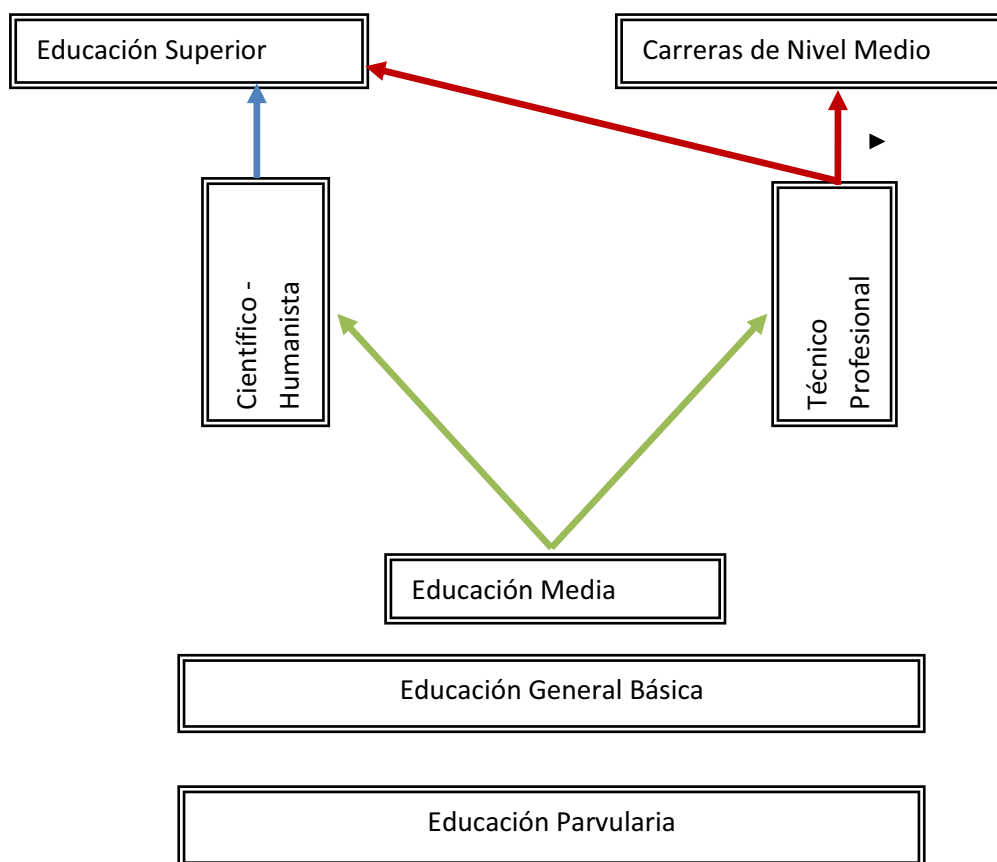 Educación Superior
Carreras de Nivel Medio
Científico -
Humanista
Técnico
Profesional
Educación Media
Educación General Básica
Educación Parvularia